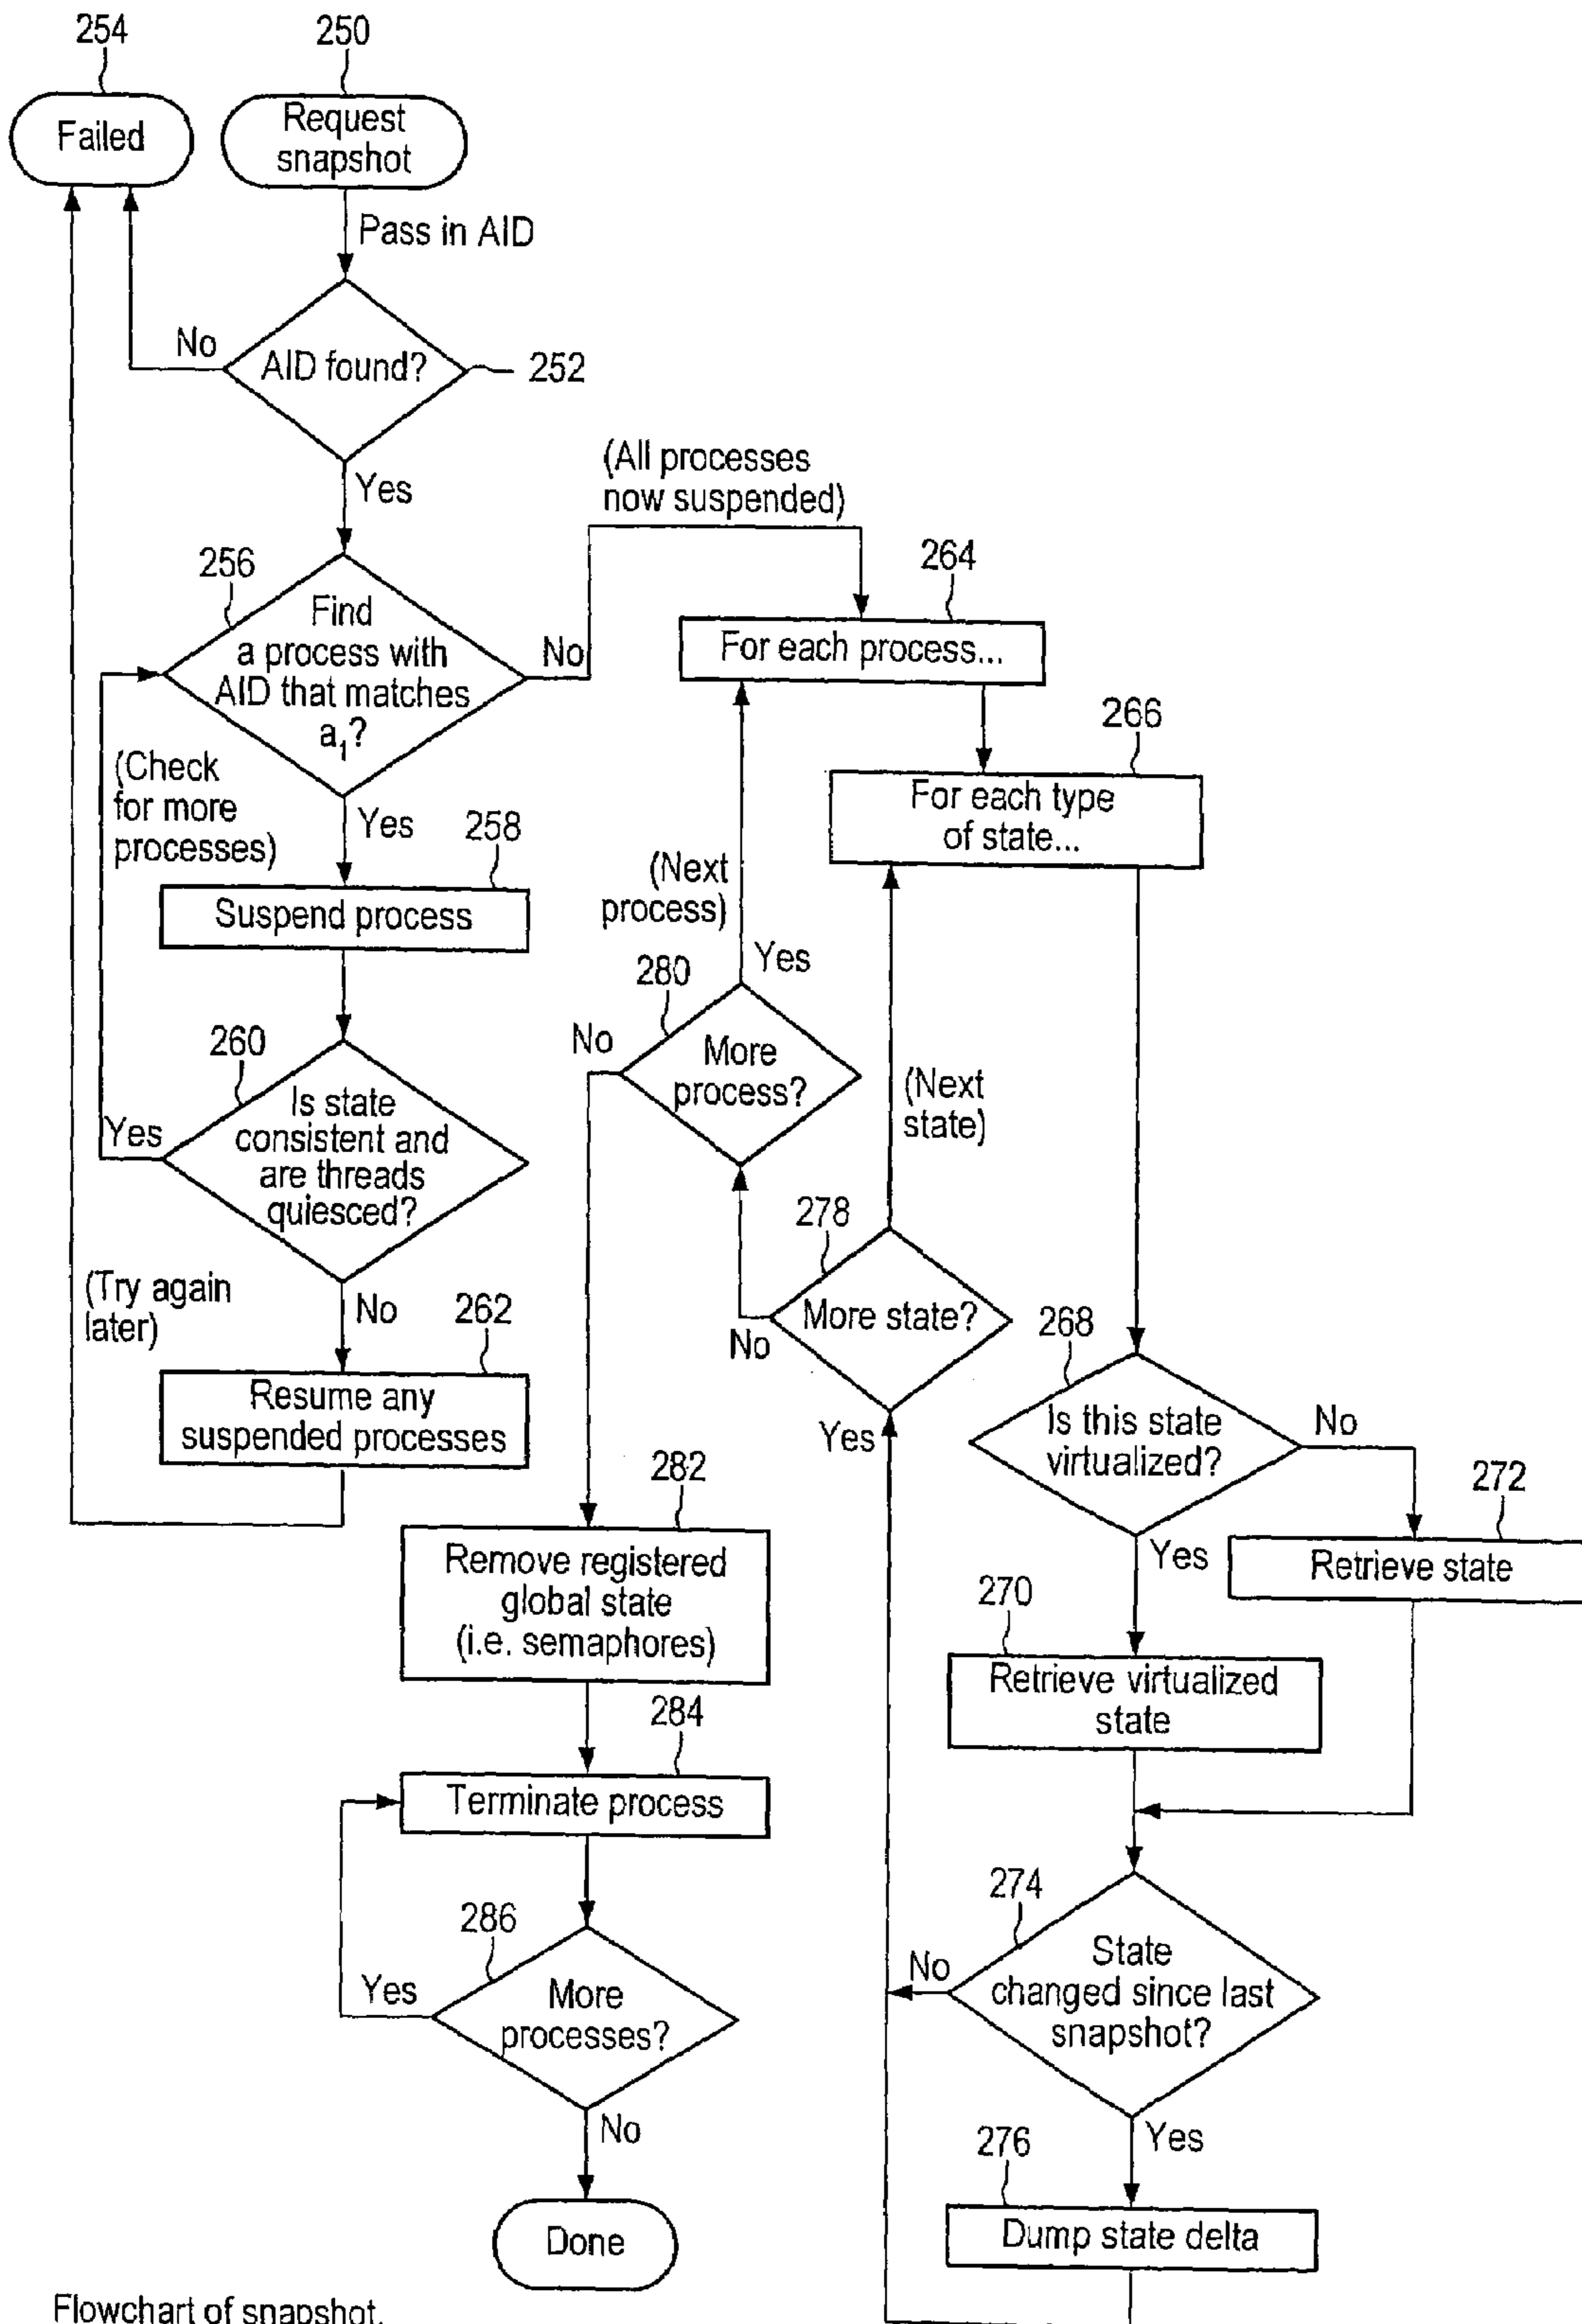 254
250
Failed
Request
snapshot
Pass in AID
No
AID found?
252
Yes
(All processes
now suspended)
256
264
Find
a process with
AID that matches
a₁?
No
For each process...
266
(Check
for more
processes)
Yes
258
For each type
of state...
Suspend process
(Next
process)
Yes
280
260
No
More
process?
(Next
state)
Is state
consistent and
are threads
quiesced?
Yes
278
(Try again
later)
No
262
More state?
No
268
Resume any
suspended processes
Yes
Is this state
virtualized?
No
282
272
Remove registered
global state
(i.e. semaphores)
Yes
Retrieve state
270
Retrieve virtualized
state
284
Terminate process
274
286
State
changed since last
snapshot?
No
Yes
More
processes?
No
Yes
276
Done
Dump state delta
Flowchart of snapshot.